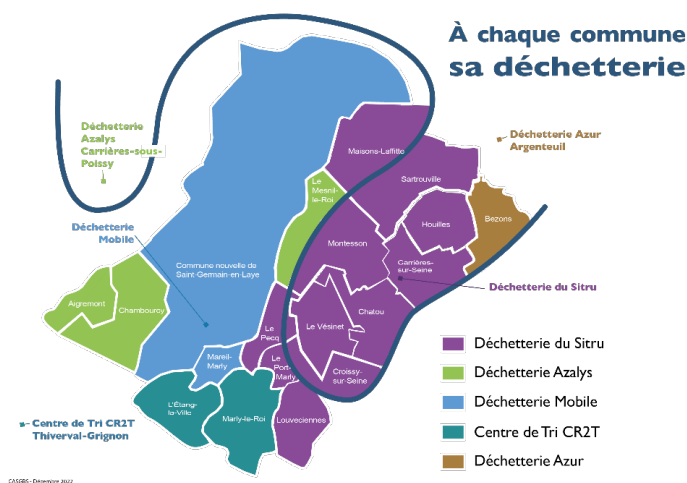 À chaque commune
sa déchetterie
Déchetterie
Azalys
Carrières-sous-
Poissy
Déchetterie Azur
Argenteuil
Maisons-Laffitte
Sartrouville
Le
Mesnil-
le-Roi
Houilles
Bezons
Déchetterie
Mobile
Montesson
Commune nouvelle de
Saint-Germain-en-Laye
Carrières-
sur-Seine
Déchetterie du Sitru
Aigremont
Chambourcy
Chatou
Le Vésinet
Le
Pecq
Mareil-
Marly
Le
Port-
Marly
Croissy-
sur-Seine
L'Étang-
la-Ville
Marly-le-Roi
Louveciennes
Centre de Tri CR2T
Thiverval-Grignon
Déchetterie du Sitru
Déchetterie Azalys
Déchetterie Mobile
Centre de Tri CR2T
Déchetterie Azur
CASGBS - Décembre 2022